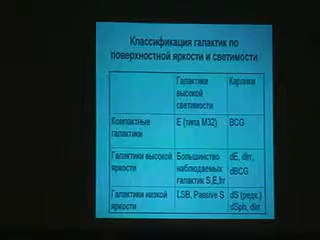 Классификация галактик по
поверхностной яркости и светимости
Галактики
высокой
светимости
Карлики
Компактные
галактики
E (типа M32)
BCG
Галактики высокой
яркости
Большинство
наблюдаемых
галактик S,E,Irr
dE, dIrr,
dBCG
Галактики низкой
яркости
LSB, Passive S
dS (редк.)
dSph, dIrr